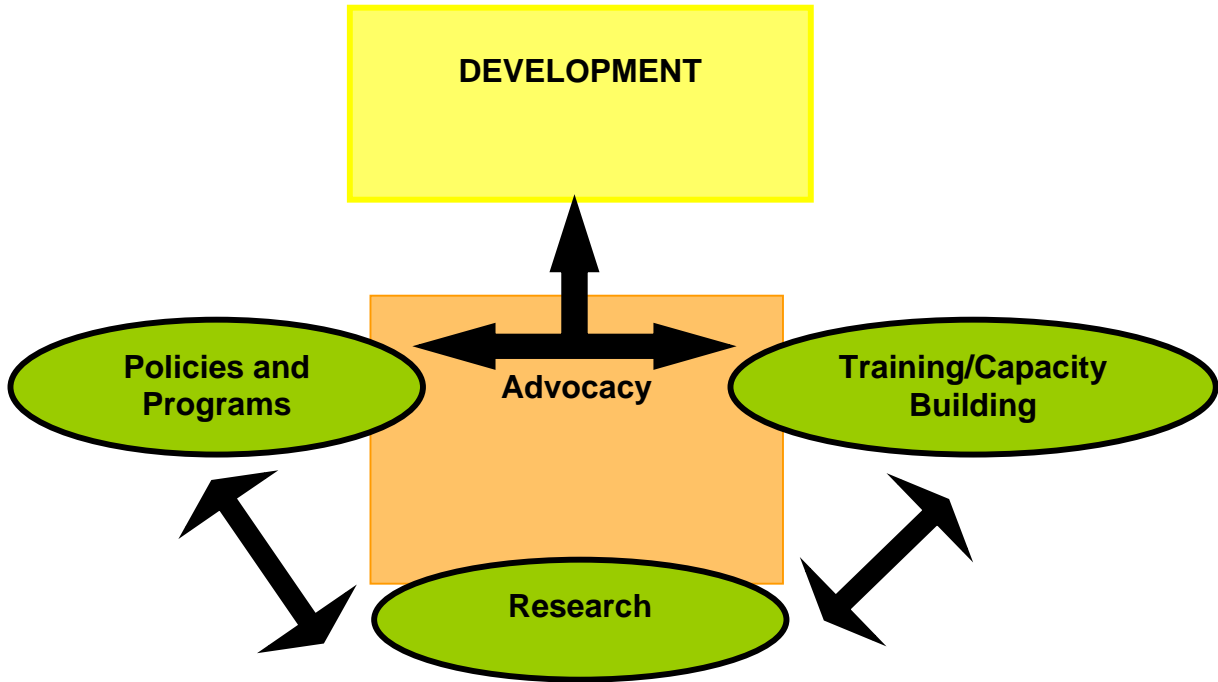 DEVELOPMENT
Policies and
Programs
Advocacy
Training/Capacity
Building
Research